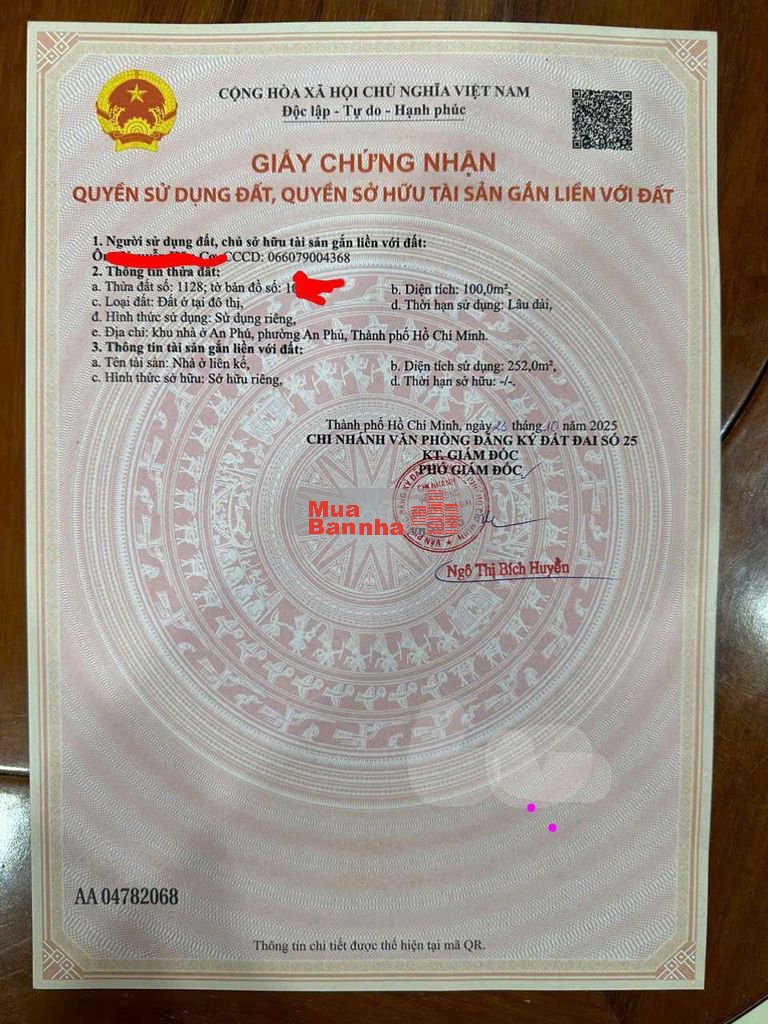 CỘNG HÒA XÃ HỘI CHỦ NGHĨA VIỆT NAM
Độc lập - Tự do - Hạnh phúc
GIẤY CHỨNG NHẬN
QUYỀN SỬ DỤNG ĐẤT, QUYỀN SỞ HỮU TÀI SẢN GẮN LIỀN VỚI ĐẤT
1. Người sử dụng đất, chủ sở hữu tài sản gắn liền với đất:
CCCD: 066079004368
2. Thông tin thửa đất:
a. Thửa đất số: 1128; tờ bản đồ số: b. Diện tích: 100,0m²,
c. Loại đất: Đất ở tại đô thị, d. Thời hạn sử dụng: Lâu dài,
đ. Hình thức sử dụng: Sử dụng riêng,
e. Địa chỉ: khu nhà ở An Phú, phường An Phú, Thành phố Hồ Chí Minh.
3. Thông tin tài sản gắn liền với đất:
a. Tên tài sản: Nhà ở liên kế, b. Diện tích sử dụng: 252,0m²,
c. Hình thức sở hữu: Sở hữu riêng, d. Thời hạn sở hữu: -/-.
Thành phố Hồ Chí Minh, ngày tháng 10 năm 2025
CHI NHÁNH VĂN PHÒNG ĐĂNG KÝ ĐẤT ĐAI SỐ 25
KT. GIÁM ĐỐC
PHÓ GIÁM ĐỐC
CHI NHÁNH
Mua
Bannha
.vn
Ngô Thị Bích Huyền
AA 04782068
Thông tin chi tiết được thể hiện tại mã QR.